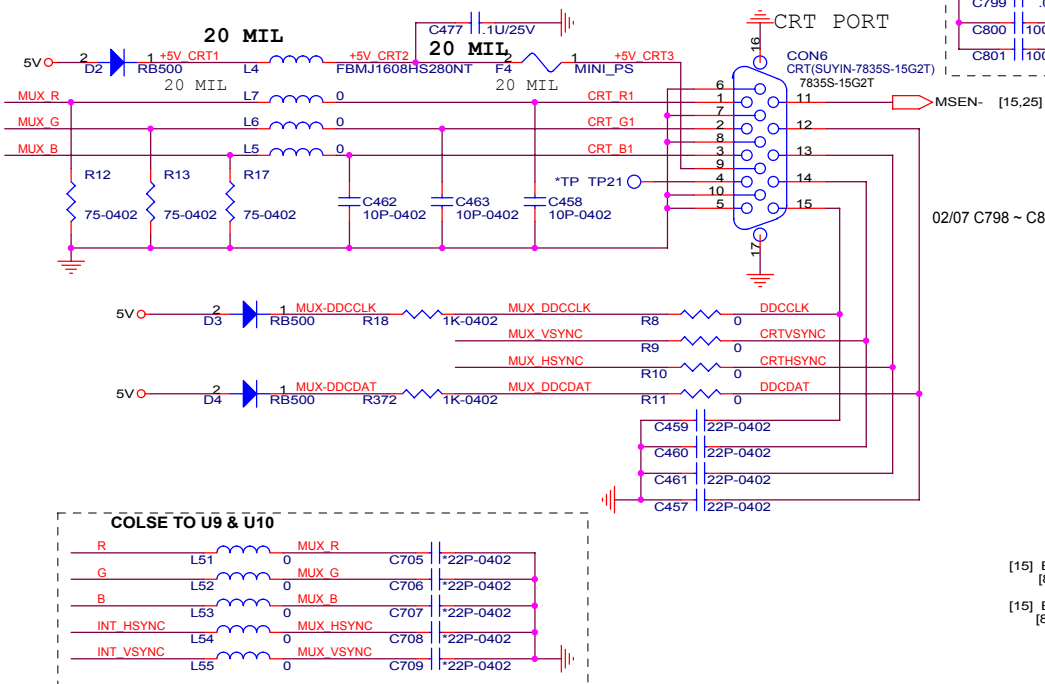 C799 .
C800 100
C801 100
CRT PORT
C477 .1U/25V
16
20 MIL
20 MIL
5V 2 1 +5V_CRT1 +5V_CRT2 2 1 +5V_CRT3
D2 RB500 L4 FBMJ1608HS280NT F4 MINI_PS
20 MIL 20 MIL
CON6
CRT(SUYIN-7835S-15G2T)
7835S-15G2T
MUX_R L7 0 CRT_R1
MUX_G L6 0 CRT_G1
MUX_B L5 0 CRT_B1
6
1
7
2
8
3
9
4
10
5
11
12
13
14
15
17
MSEN- [15,25]
*TP TP21
R12 R13 R17
75-0402 75-0402 75-0402
C462 C463 C458
10P-0402 10P-0402 10P-0402
02/07 C798 ~ C8
5V 2 1 MUX-DDCCLK MUX_DDCCLK DDCCLK
D3 RB500 R18 1K-0402 R8 0
MUX_VSYNC CRTVSYNC
R9 0
MUX_HSYNC CRTHSYNC
R10 0
5V 2 1 MUX-DDCDAT MUX_DDCDAT DDCDAT
D4 RB500 R372 1K-0402 R11 0
C459 22P-0402
C460 22P-0402
C461 22P-0402
C457 22P-0402
COLSE TO U9 & U10
R MUX_R
L51 0 C705 *22P-0402
G MUX_G
L52 0 C706 *22P-0402
B MUX_B
L53 0 C707 *22P-0402
INT_HSYNC MUX_HSYNC
L54 0 C708 *22P-0402
INT_VSYNC MUX_VSYNC
L55 0 C709 *22P-0402
[15]
[15]